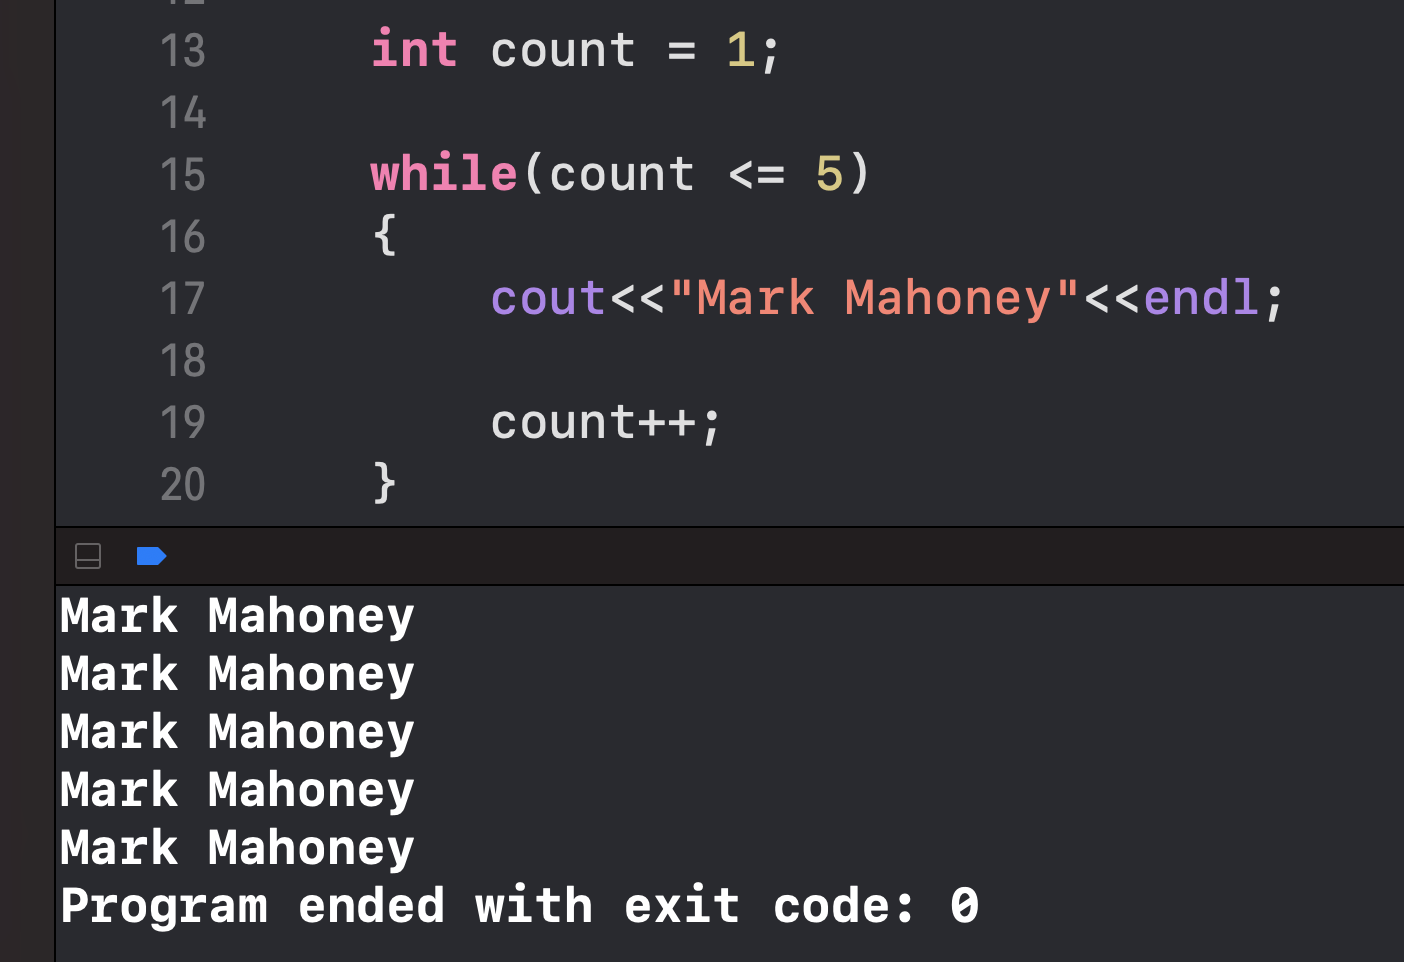 13 int count = 1;
14
15 while(count <= 5)
16 {
17 cout<<"Mark Mahoney"<<endl;
18
19 count++;
20 }
Mark Mahoney
Mark Mahoney
Mark Mahoney
Mark Mahoney
Mark Mahoney
Program ended with exit code: 0